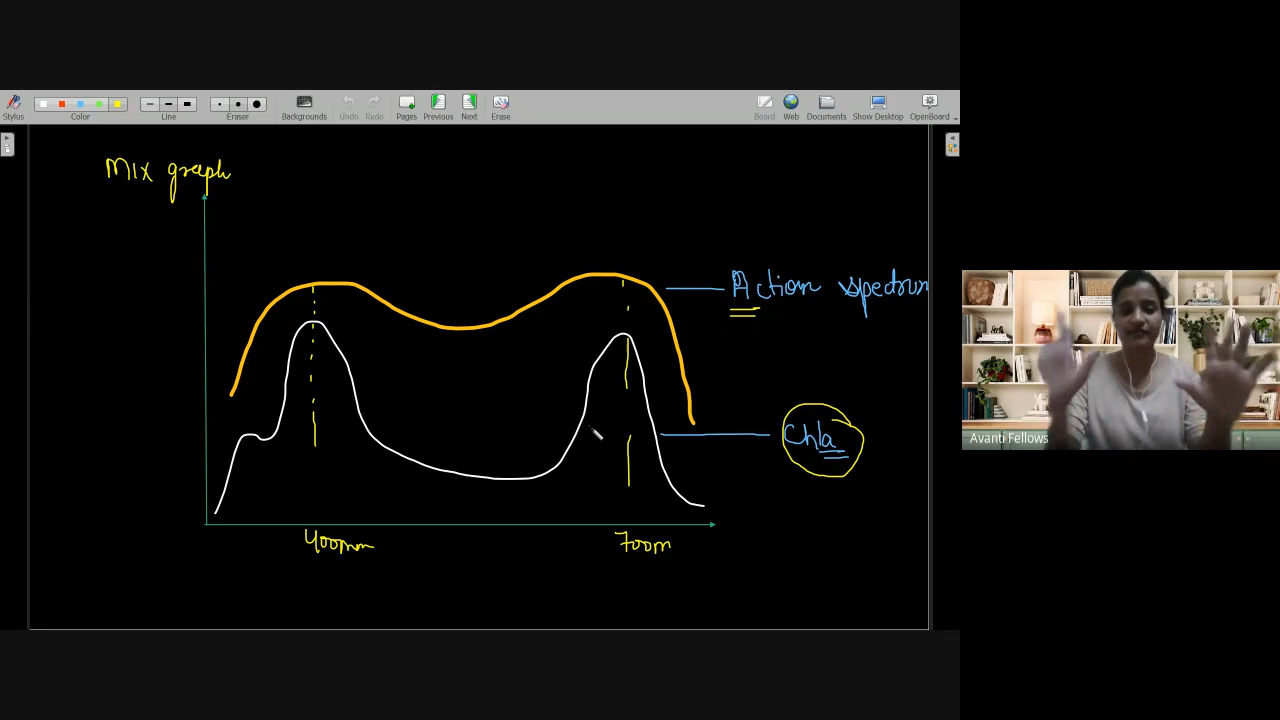 Stylus
Color
Line
Eraser
Backgrounds
Undo
Redo
Pages
Previous
Next
Erase
Board
Web
Documents
Show Desktop
OpenBoard
Mix graph
Action spectrum
Chla
400nm
700m
Avanti Fellows